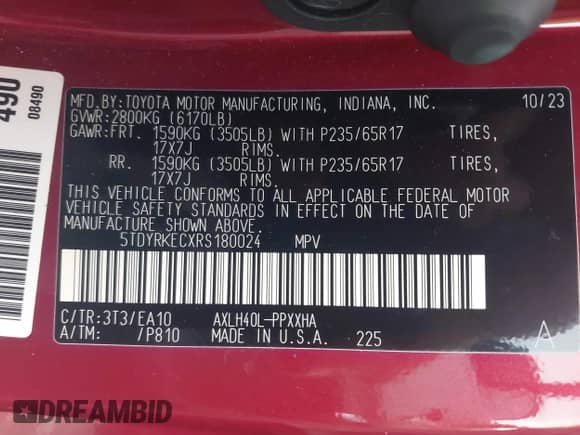 490
08490
MFD.BY:TOYOTA MOTOR MANUFACTURING, INDIANA, INC. 10/23
GVWR:2800KG (6170LB)
GAWR:FRT. 1590KG (3505LB) WITH P235/65R17 TIRES,
17X7J RIMS.
RR. 1590KG (3505LB) WITH P235/65R17 TIRES,
17X7J RIMS.
THIS VEHICLE CONFORMS TO ALL APPLICABLE FEDERAL MOTOR
VEHICLE SAFETY STANDARDS IN EFFECT ON THE DATE OF
MANUFACTURE SHOWN ABOVE.
5TDYRKECXRS180024 MPV
C/TR:3T3/EA10 AXLH40L-PPXXHA
A/TM: /P810 MADE IN U.S.A. 225
A
DREAMBID